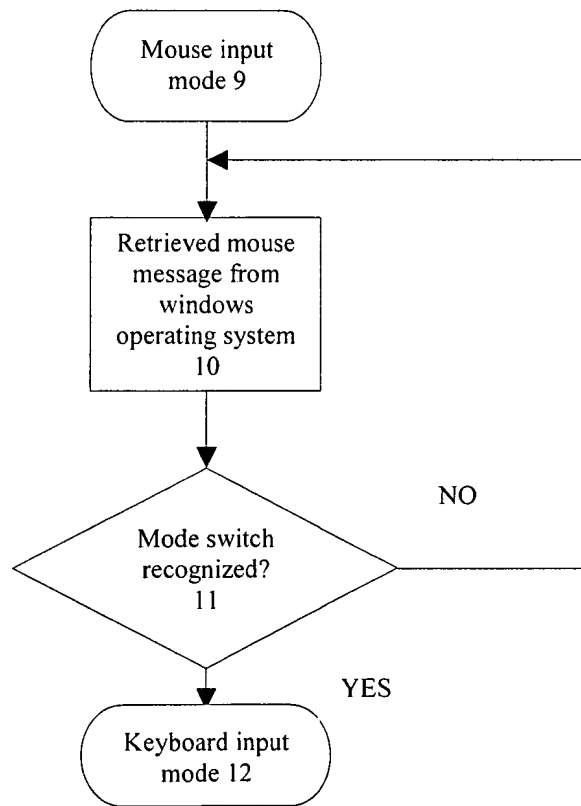 Mouse input
mode 9
Retrieved mouse
message from
windows
operating system
10
NO
Mode switch
recognized?
11
YES
Keyboard input
mode 12